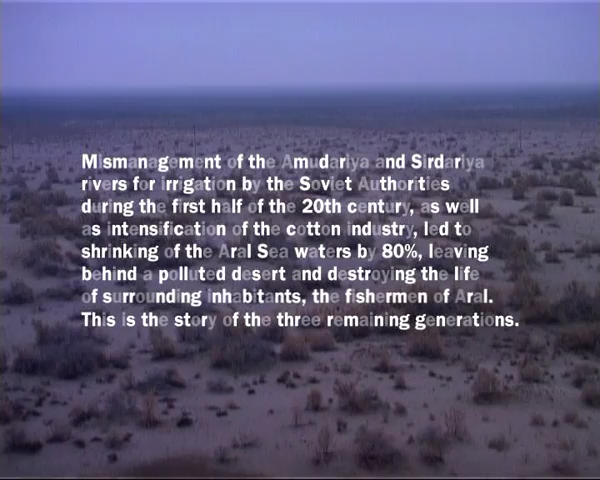 Mismanagement of the Amudariya and Sirdariya
rivers for irrigation by the Soviet Authorities
during the first half of the 20th century, as well
as intensification of the cotton industry, led to
shrinking of the Aral Sea waters by 80%, leaving
behind a polluted desert and destroying the life
of surrounding inhabitants, the fishermen of Aral.
This is the story of the three remaining generations.